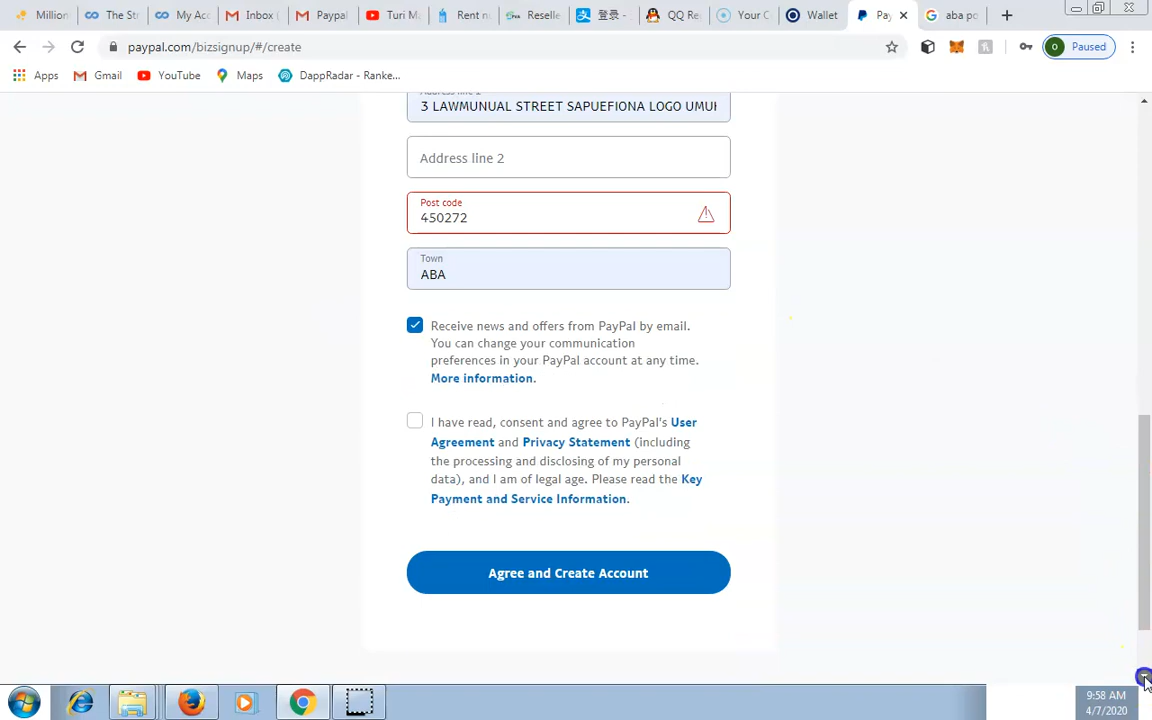 Million
The St
My Acc
Inbox (
Paypal
Turi M
Rent n
Reselle
登录 -
QQ Re
Your C
Wallet
Pay
aba po
paypal.com/bizsignup/#/create
Paused
Apps
Gmail
YouTube
Maps
DappRadar - Ranke...
3 LAWMUNUAL STREET SAPUEFIONA LOGO
Address line 2
Post code
450272
Town
ABA
Receive news and offers from PayPal by email.
You can change your communication
preferences in your PayPal account at any time.
More information.
I have read, consent and agree to PayPal's User
Agreement and Privacy Statement (including
the processing and disclosing of my personal
data), and I am of legal age. Please read the Key
Payment and Service Information.
Agree and Create Account
9:58 AM
4/7/2020